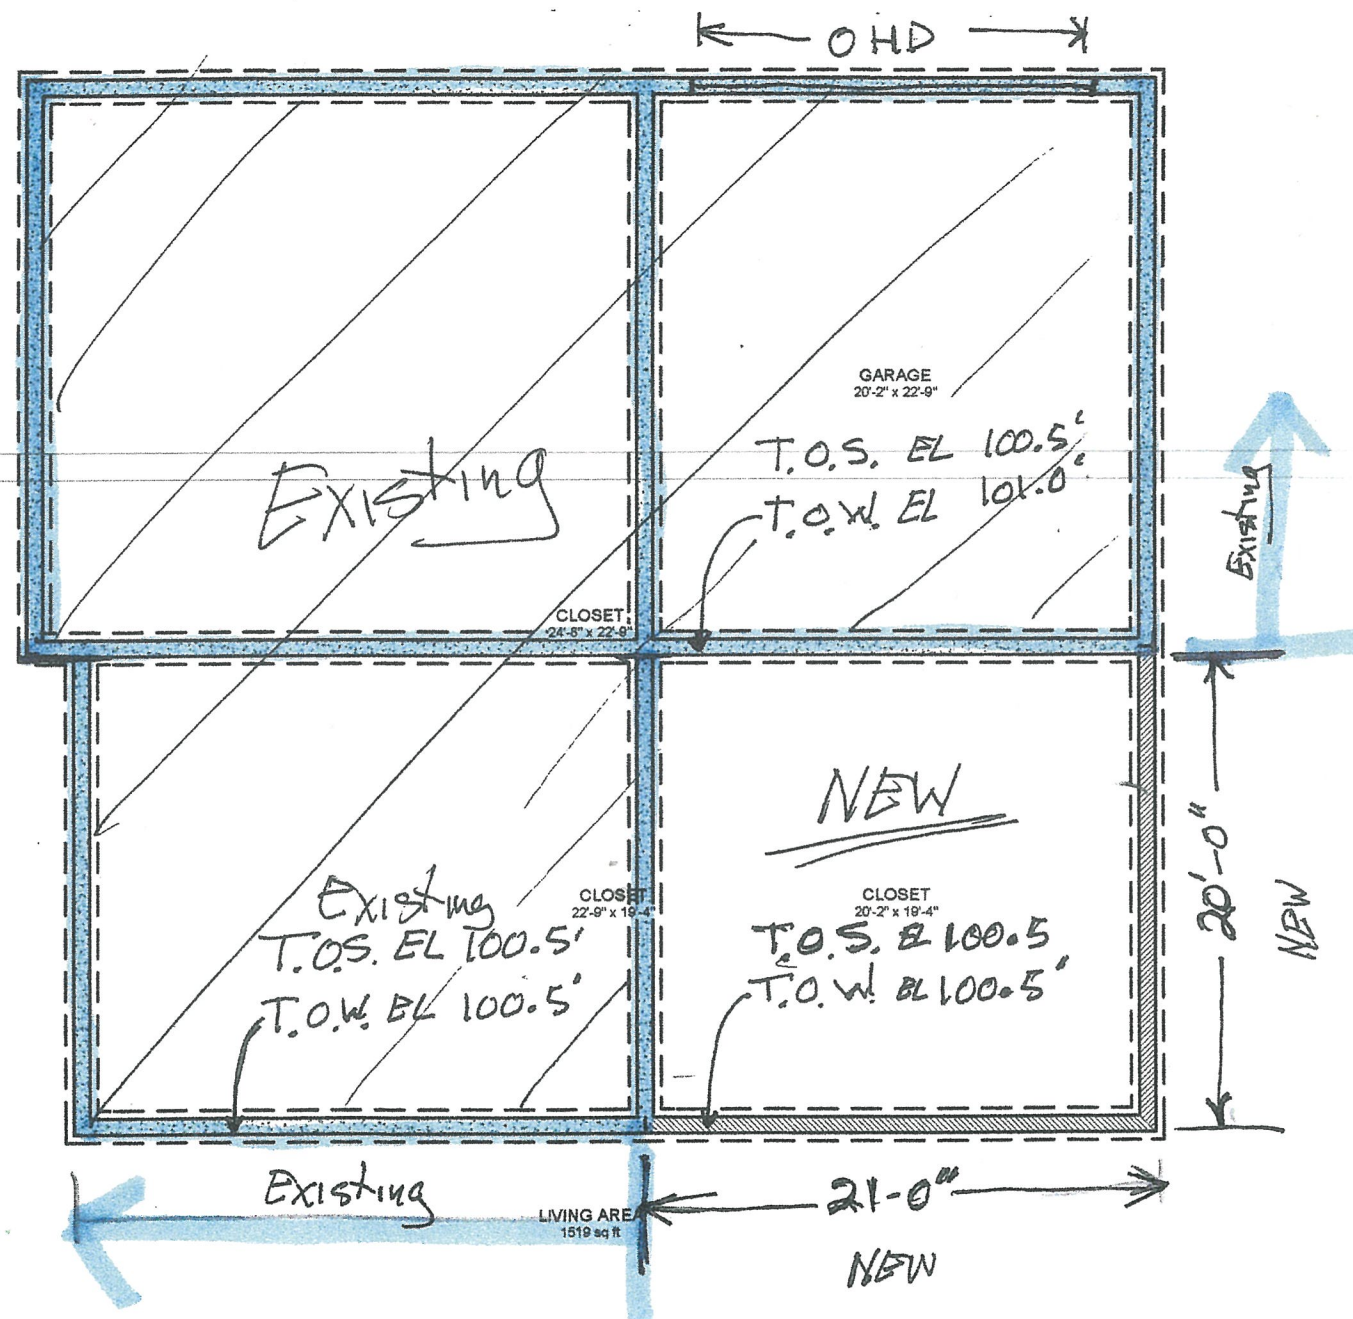 OHD
GARAGE
20'-2" x 22'-9"
T.O.S. EL 100.5'
T.O.W. EL 101.0'
Existing
Existing
CLOSET
24'-8" x 22'-9"
NEW
20'-0"
NEW
Existing
CLOSET
22'-9" x 19'-4"
T.O.S. EL 100.5'
T.O.W. EL 100.5'
CLOSET
20'-2" x 19'-4"
T.O.S. EL 100.5
T.O.W. EL 100.5'
Existing
LIVING AREA
1519 sq ft
21'-0"
NEW